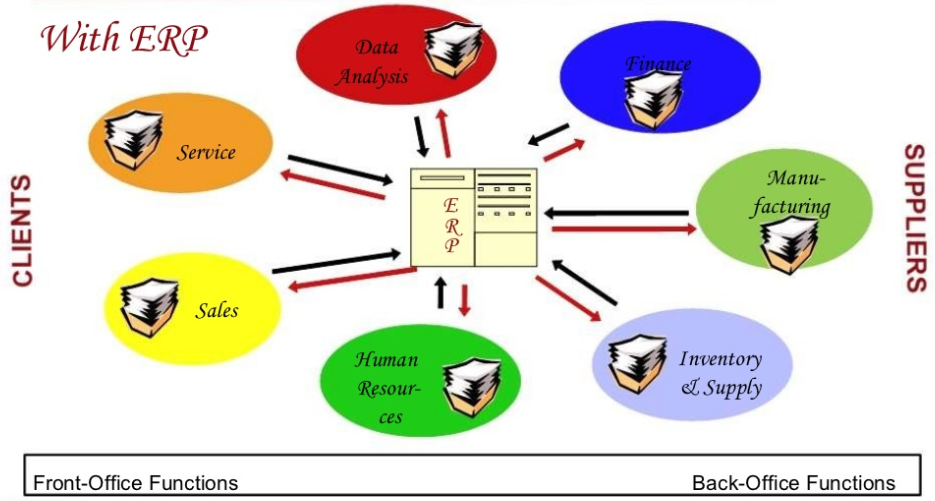 With ERP
Data
Analysis
Finance
Service
Manu-
facturing
CLIENTS
SUPPLIERS
E
R
P
Sales
Human
Resour-
ces
Inventory
& Supply
Front-Office Functions
Back-Office Functions